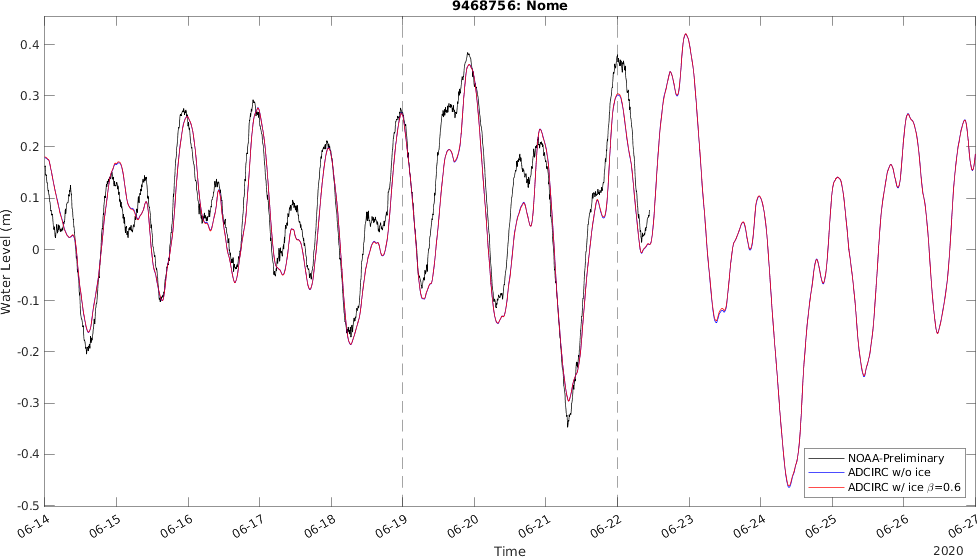 9468756: Nome
0.4
0.3
0.2
0.1
0
-0.1
-0.2
-0.3
-0.4
-0.5
Water Level (m)
NOAA-Preliminary
ADCIRC w/o ice
ADCIRC w/ ice β=0.6
06-14 06-15 06-16 06-17 06-18 06-19 06-20 06-21 06-22 06-23 06-24 06-25 06-26 06-27
Time
2020